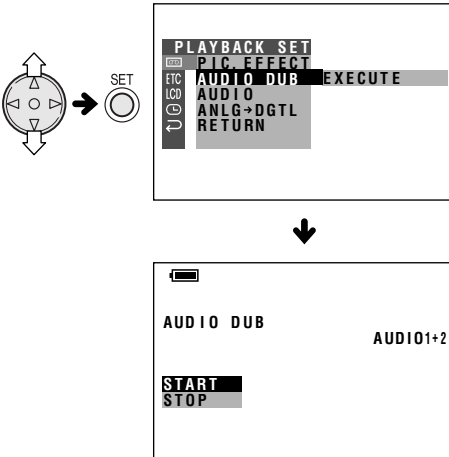 SET
PLAYBACK SET
PIC.EFFECT
ETC AUDIO DUB EXECUTE
LCD AUDIO
ANLG→DGTL
RETURN
AUDIO DUB
AUDIO1+2
START
STOP